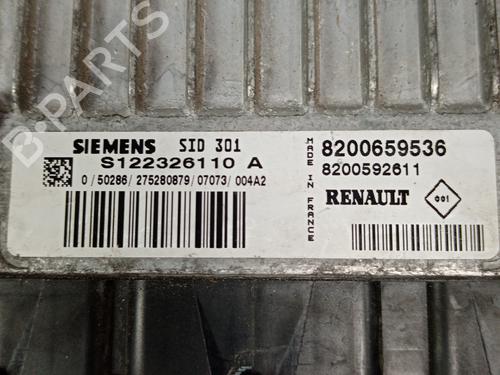 B-PARTS
SIEMENS SID 301
S122326110 A
0/50286/275280879/07073/004A2
MADE IN FRANCE
8200659536
8200592611
RENAULT
001